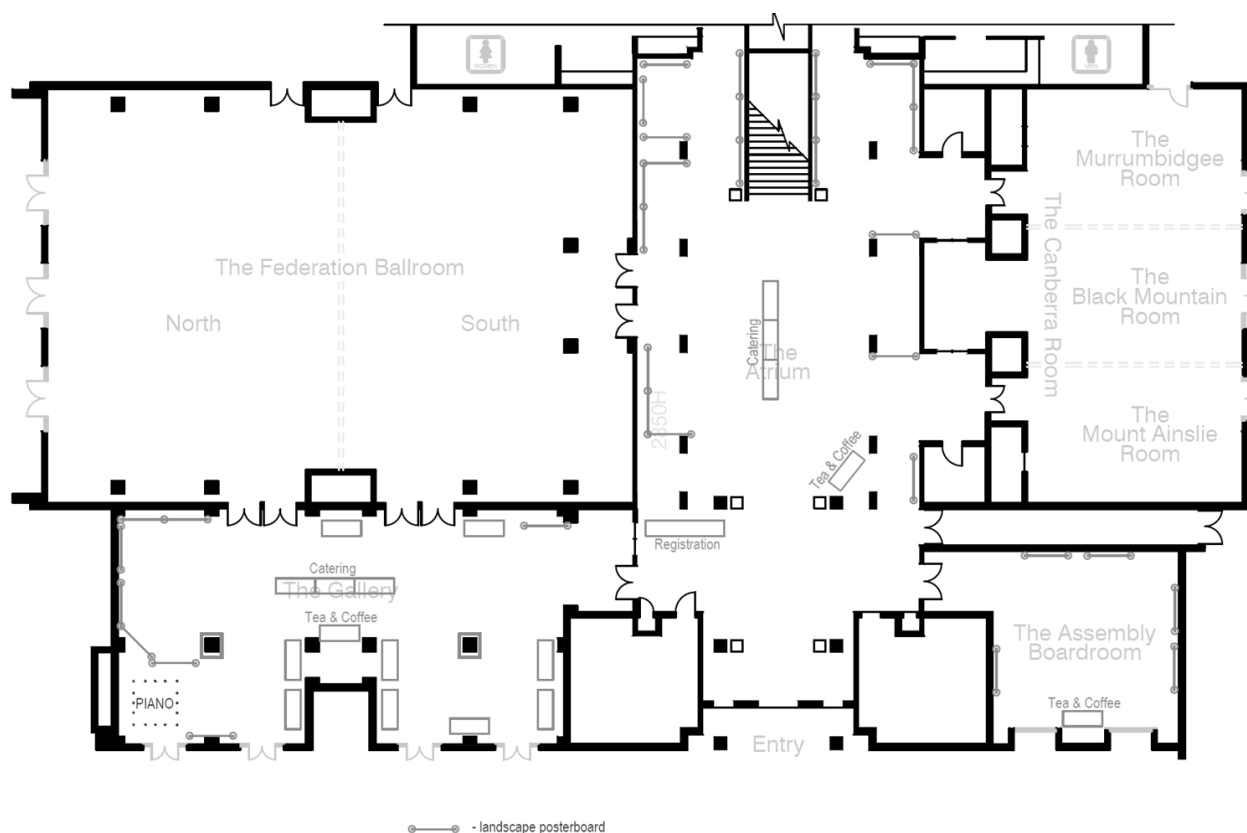 WOMEN
MEN
The
Murrumbidgee
Room
The Federation Ballroom
North
South
The Canberra Room
The
Black Mountain
Room
Catering
The
Atrium
2850H
The
Mount Ainslie
Room
Tea & Coffee
Registration
Catering
The Gallery
Tea & Coffee
The Assembly
Boardroom
PIANO
Tea & Coffee
Entry
- landscape posterboard